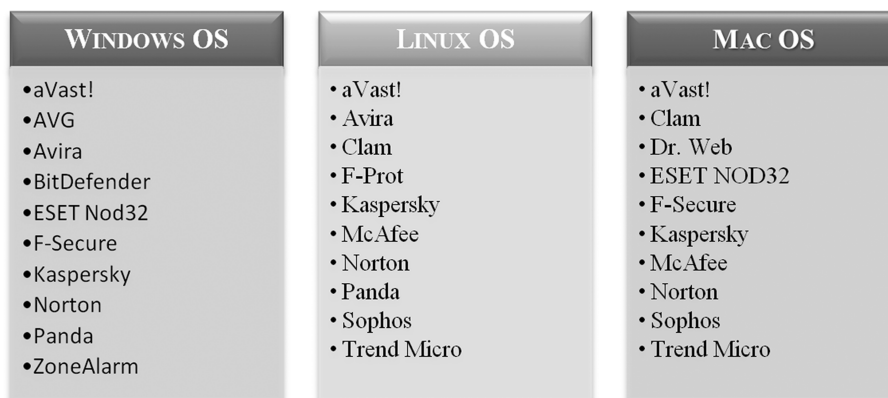 WINDOWS OS
•aVast!
•AVG
•Avira
•BitDefender
•ESET Nod32
•F-Secure
•Kaspersky
•Norton
•Panda
•ZoneAlarm
LINUX OS
• aVast!
• Avira
• Clam
• F-Prot
• Kaspersky
• McAfee
• Norton
• Panda
• Sophos
• Trend Micro
MAC OS
• aVast!
• Clam
• Dr. Web
• ESET NOD32
• F-Secure
• Kaspersky
• McAfee
• Norton
• Sophos
• Trend Micro